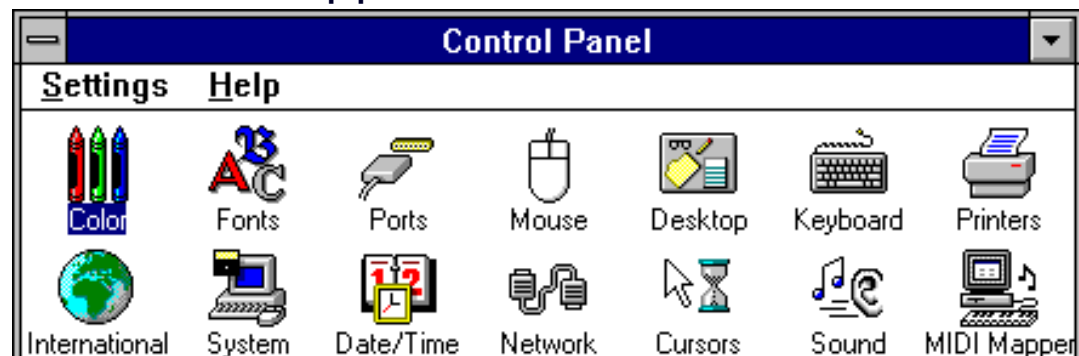 Control Panel
Settings Help
Color Fonts Ports Mouse Desktop Keyboard Printers
International System Date/Time Network Cursors Sound MIDI Mapper